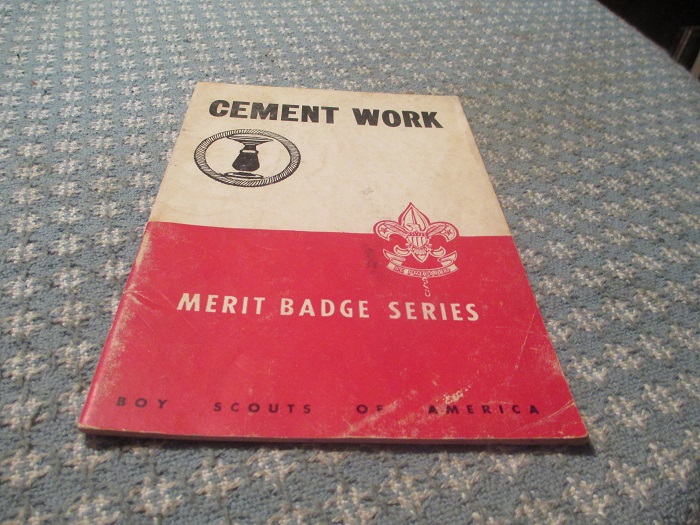 CEMENT WORK
MERIT BADGE SERIES
BOY SCOUTS OF AMERICA